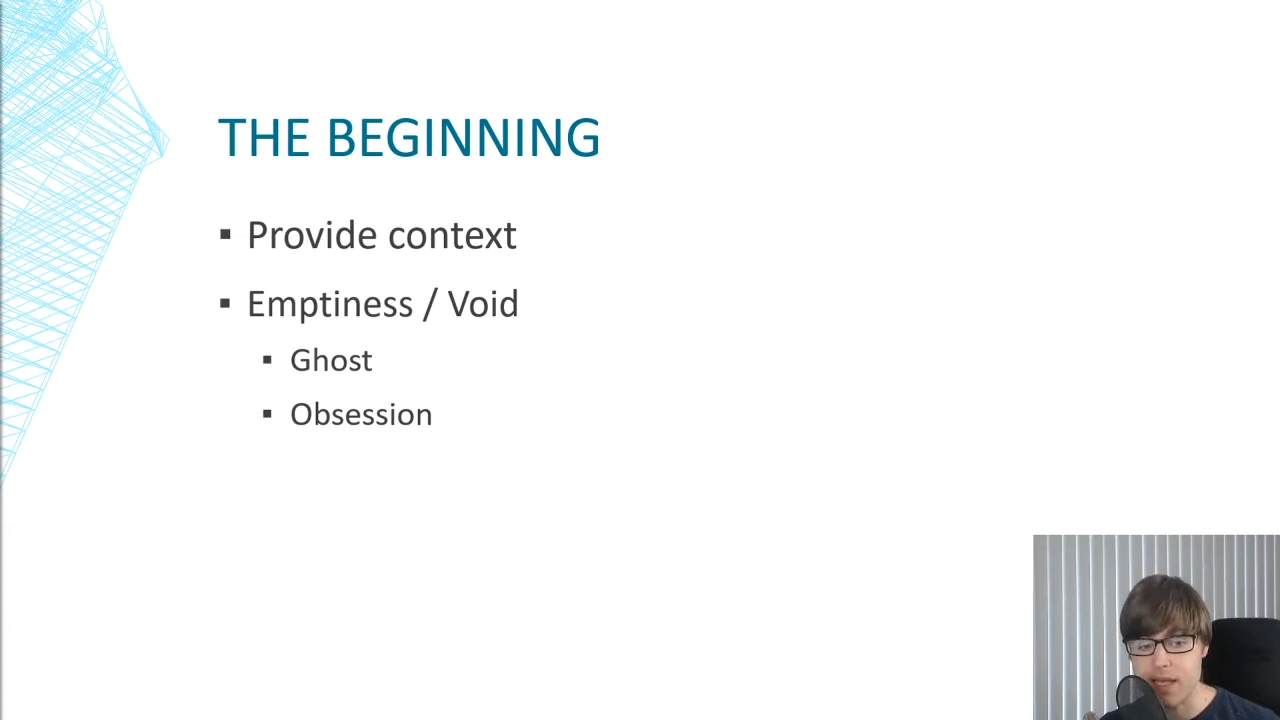 THE BEGINNING
▪ Provide context
▪ Emptiness / Void
▪ Ghost
▪ Obsession